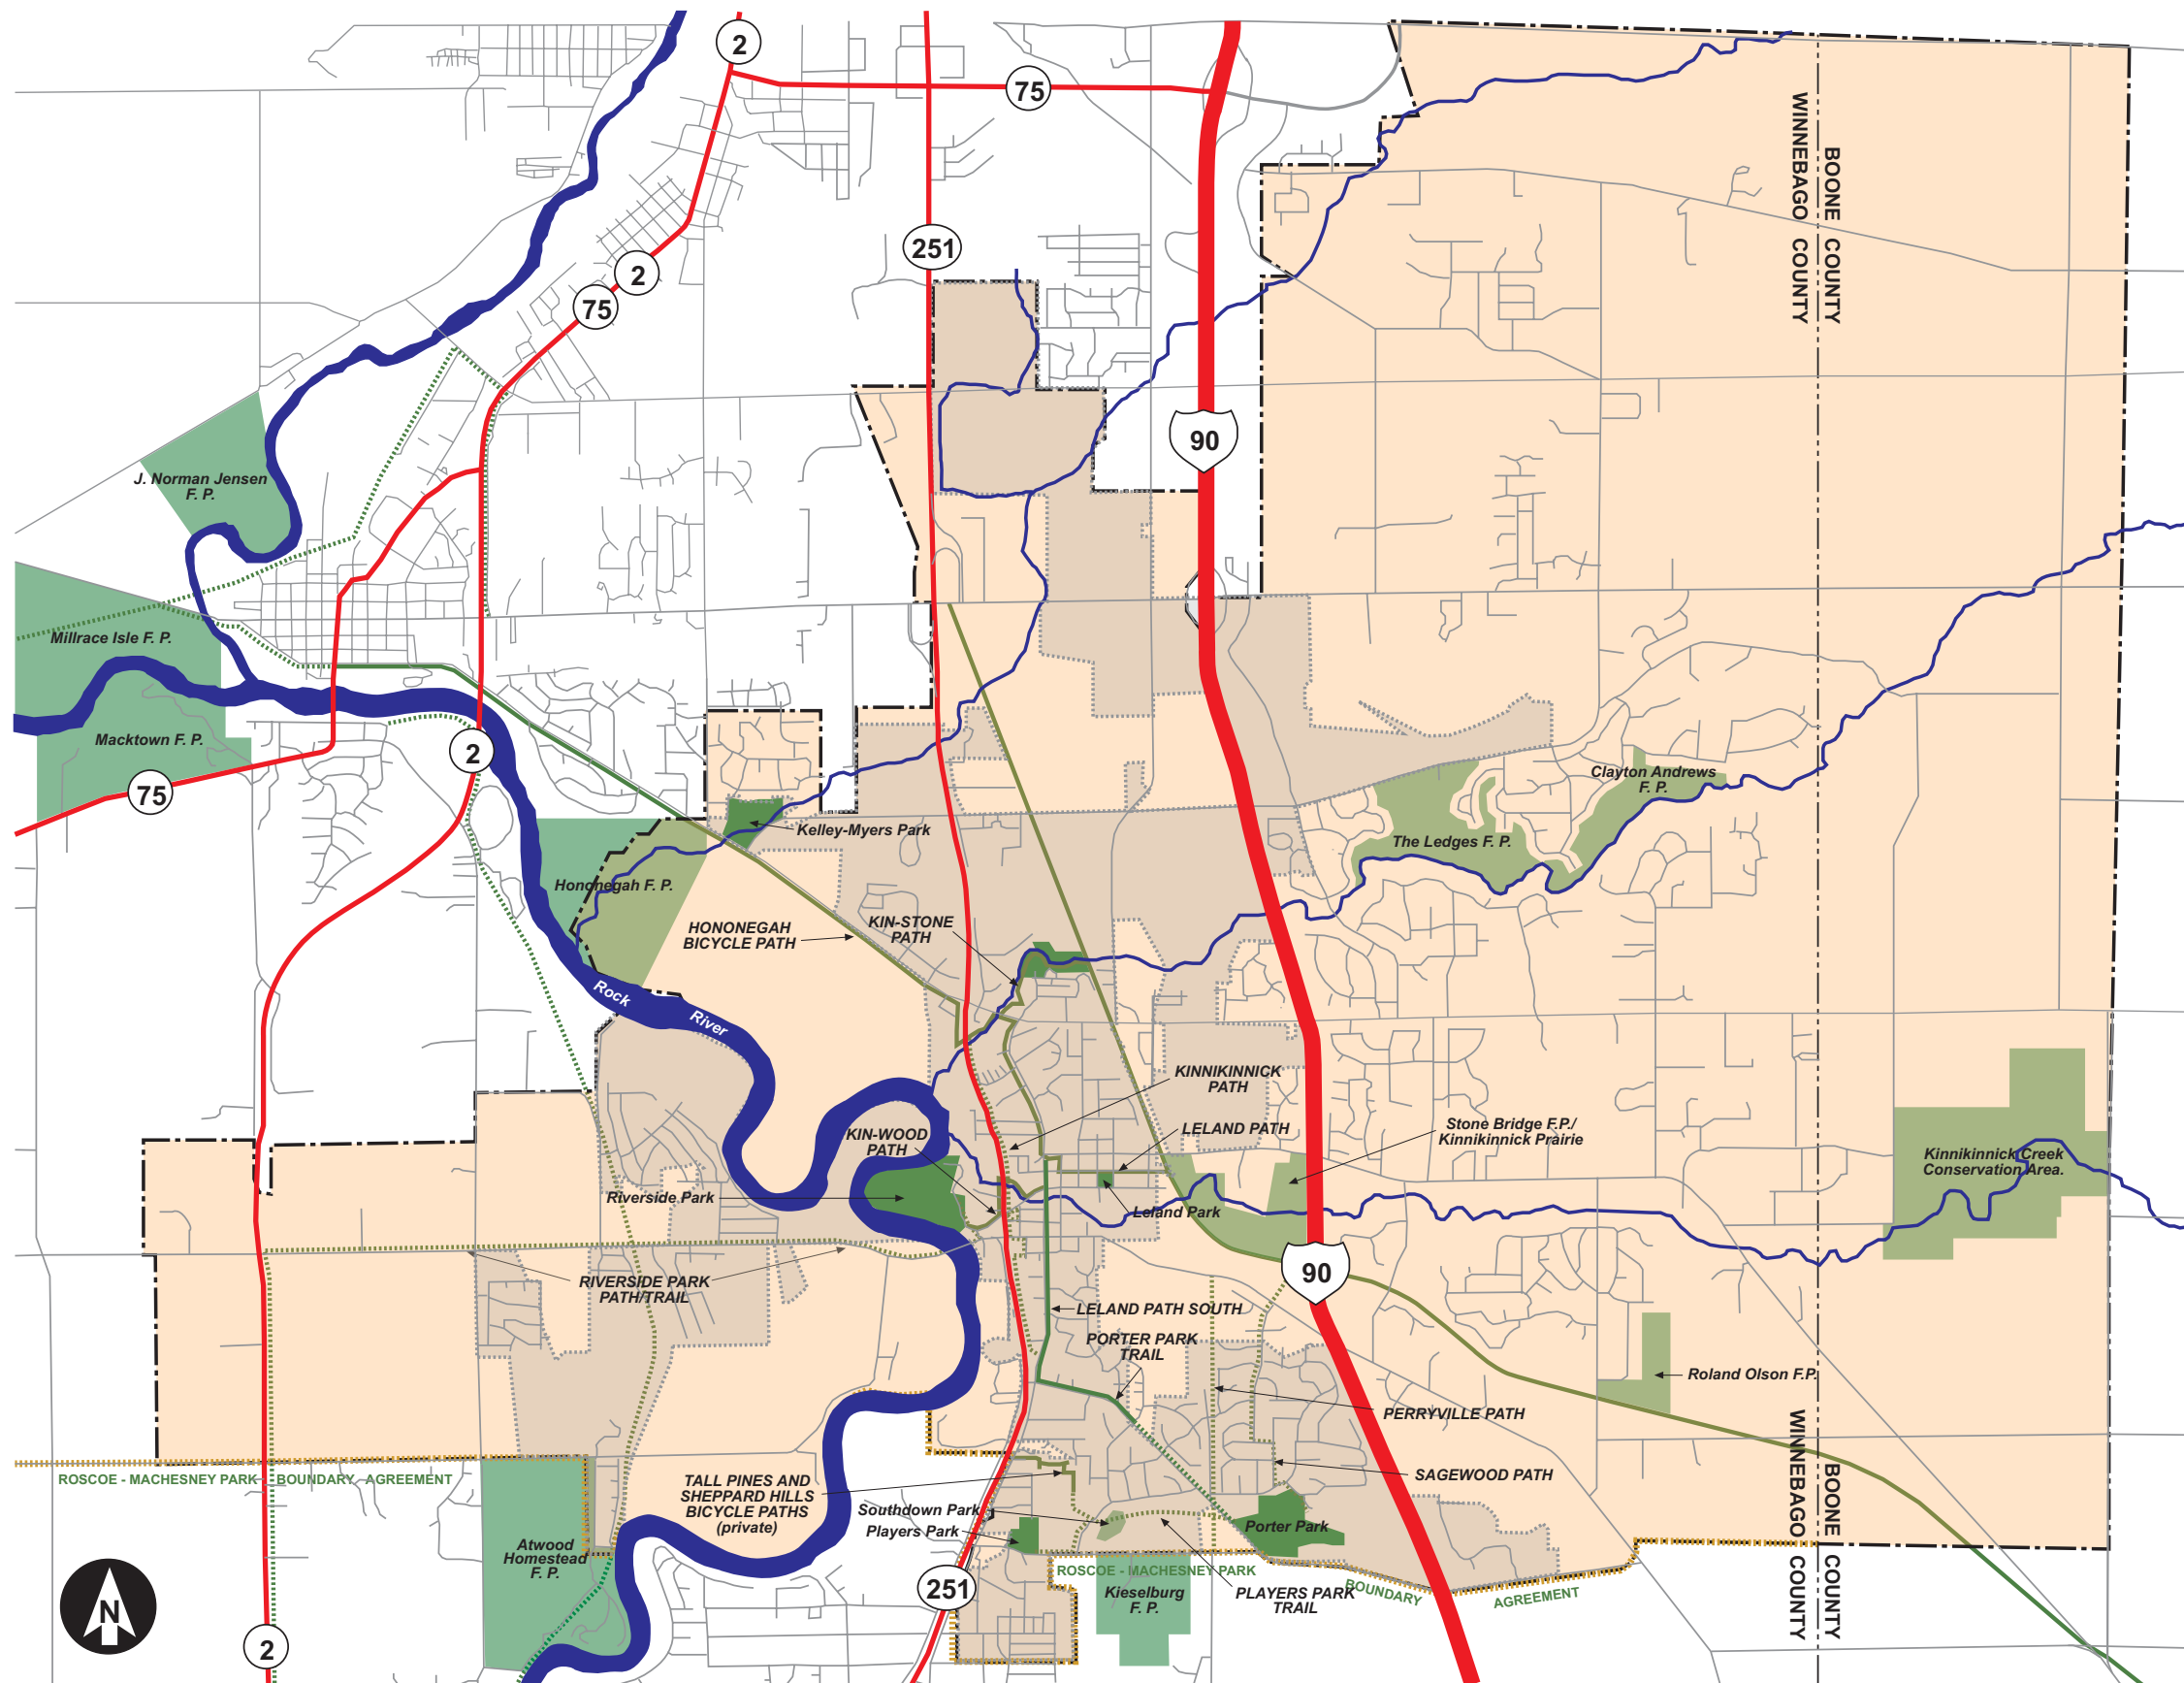 2
75
251
2
75
90
WINNEBAGO COUNTY
BOONE COUNTY
J. Norman Jensen
F. P.
Millrace Isle F. P.
Macktown F. P.
2
75
Clayton Andrews
F. P.
The Ledges F. P.
Kelley-Myers Park
Hononegah F. P.
HONONEGAH
BICYCLE PATH
KIN-STONE
PATH
Rock
River
KINNIKINNICK
PATH
KIN-WOOD
PATH
LELAND PATH
Stone Bridge F.P./
Kinnikinnick Prairie
Kinnikinnick Creek
Conservation Area.
Riverside Park
Leland Park
RIVERSIDE PARK
PATH/TRAIL
90
LELAND PATH SOUTH
PORTER PARK
TRAIL
Roland Olson F.P.
PERRYVILLE PATH
WINNEBAGO COUNTY
BOONE COUNTY
ROSCOE - MACHESNEY PARK BOUNDARY AGREEMENT
TALL PINES AND
SHEPPARD HILLS
BICYCLE PATHS
(private)
SAGEWOOD PATH
Southdown Park
Players Park
Porter Park
Atwood
Homestead
F. P.
ROSCOE - MACHESNEY PARK BOUNDARY AGREEMENT
251
Kieselburg
F. P.
PLAYERS PARK
TRAIL
N
2